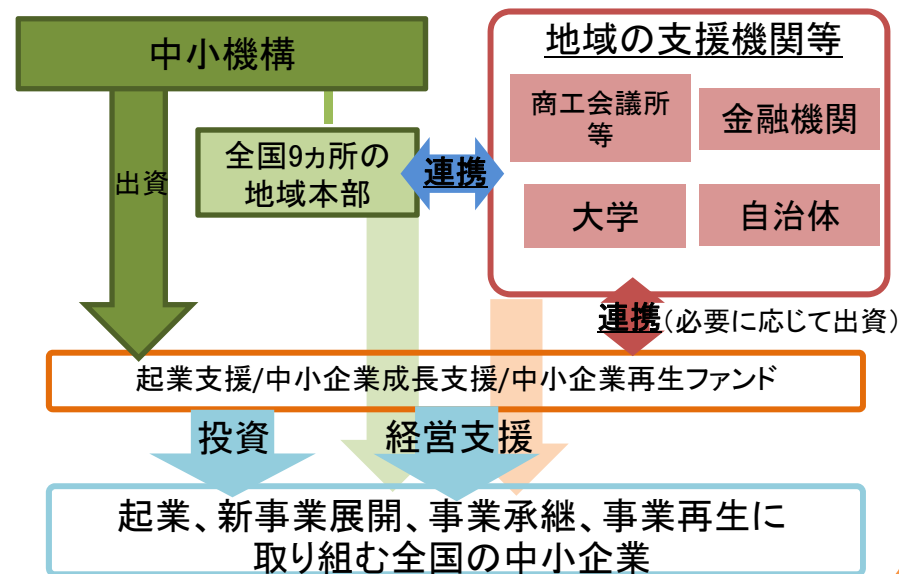 中小機構
地域の支援機関等
商工会議所
等
金融機関
出資
全国9ヵ所の
地域本部
連携
大学
自治体
連携(必要に応じて出資)
起業支援/中小企業成長支援/中小企業再生ファンド
投資
経営支援
起業、新事業展開、事業承継、事業再生に
取り組む全国の中小企業